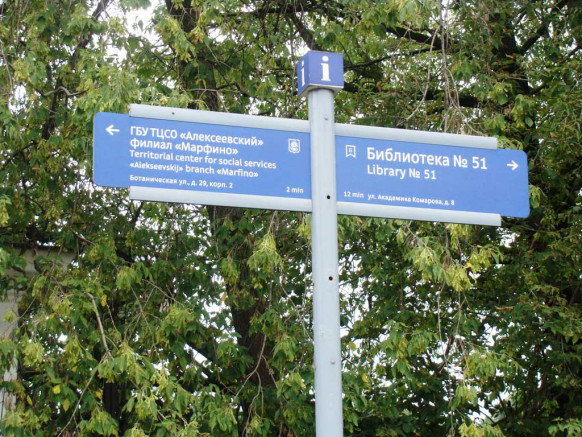 i i
ГБУ ТЦСО «Алексеевский»
филиал «Марфино»
Territorial center for social services
«Alekseevskij» branch «Marfino»
Ботаническая ул., д. 29, корп. 2
2 min
Библиотека № 51
Library № 51
12 min ул. Академика Комарова, д. 8